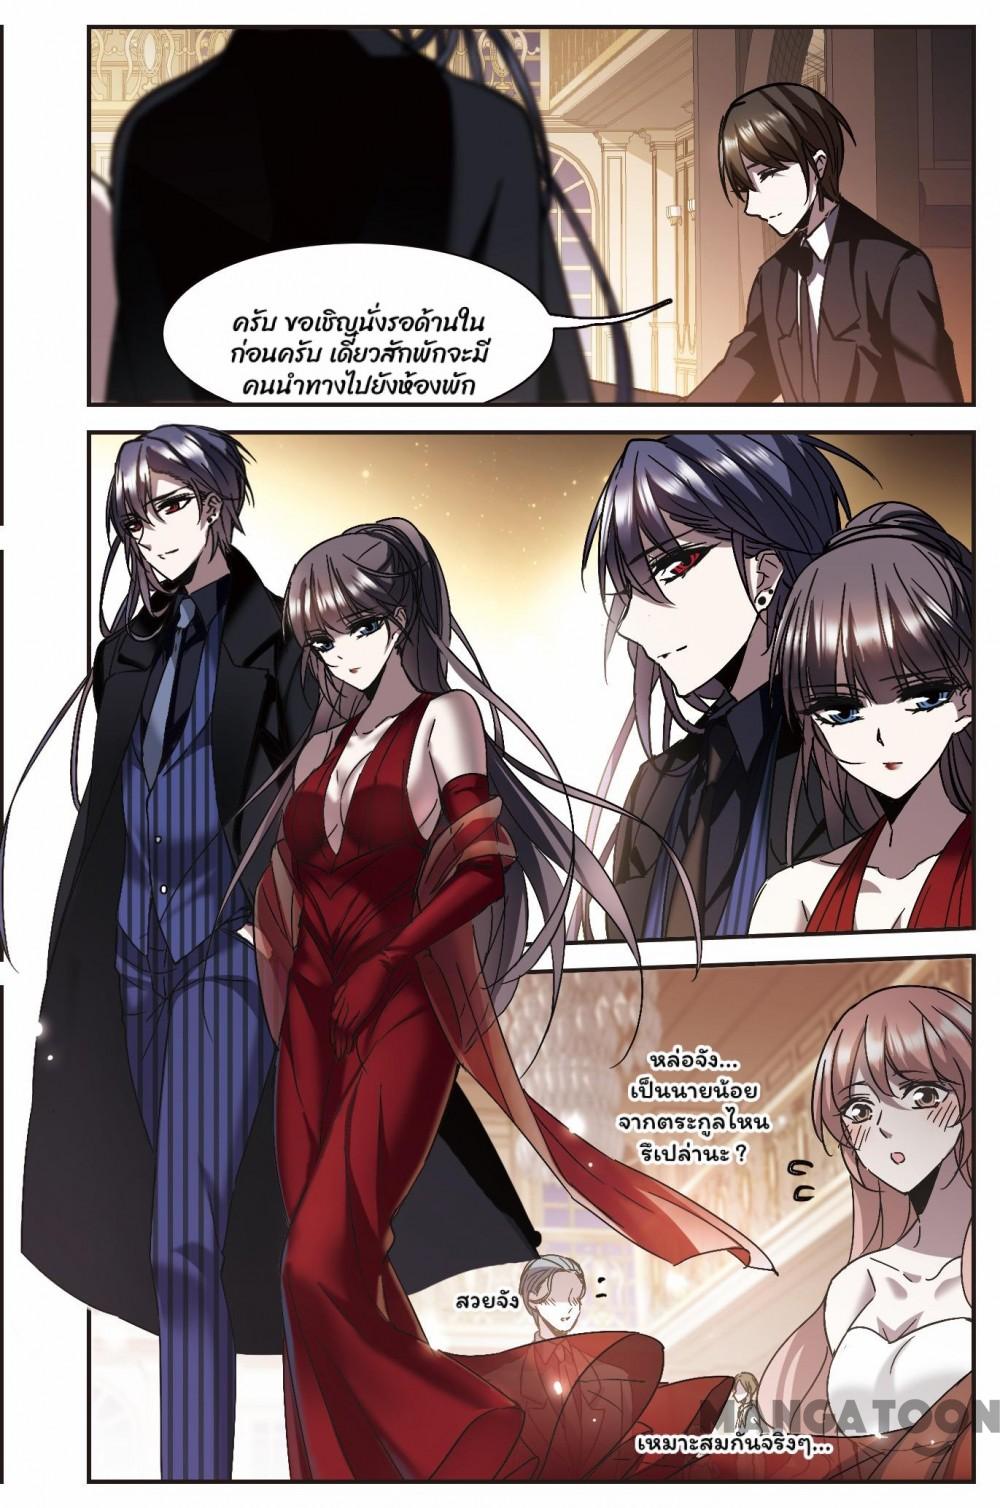 ครับ ขอเชิญนั่งรอด้านใน
ก่อนครับ เดี๋ยวสักพักจะมี
คนนำทางไปยังห้องพัก
หล่อจัง...
เป็นนายน้อย
จากตระกูลไหน
รึเปล่านะ ?
สวยจัง
เหมาะสมกันจริงๆ...
MANGATOON